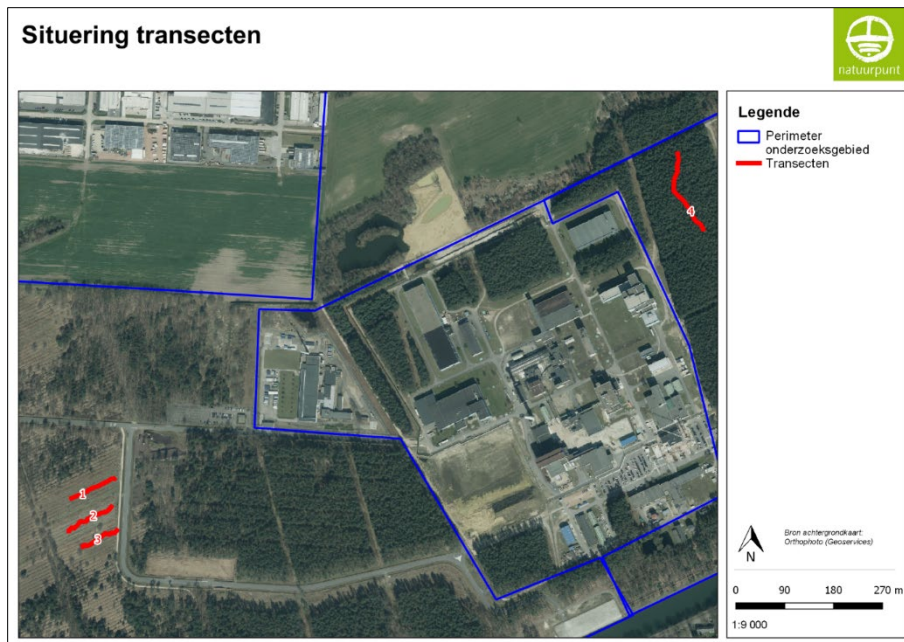 Situering transecten
natuurpunt
Legende
Perimeter
onderzoeksgebied
Transecten
4
1
2
3
Bron achtergrondkaart:
Orthophoto (Geoservices)
N
0 90 180 270 m
1:9 000